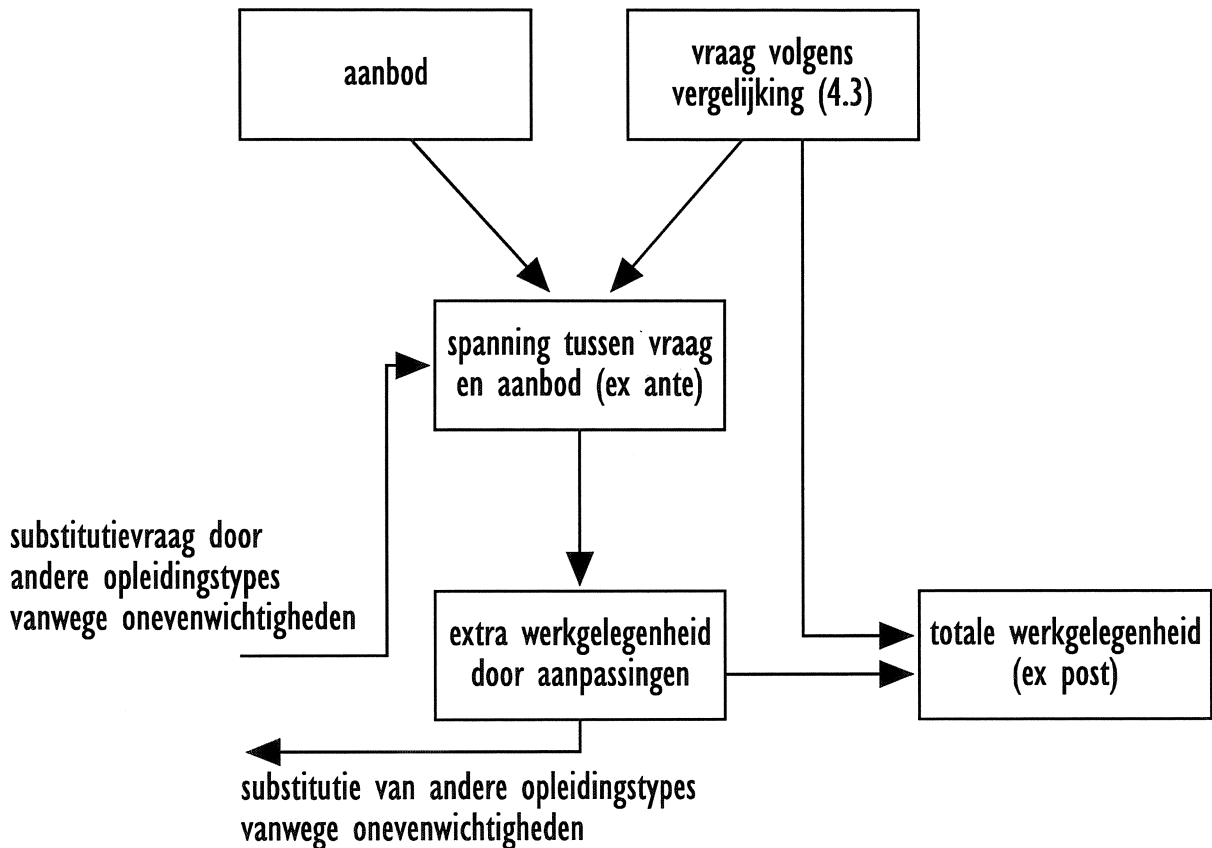 aanbod
vraag volgens
vergelijking (4.3)
spanning tussen vraag
en aanbod (ex ante)
substitutievraag door
andere opleidingstypes
vanwege onevenwichtigheden
extra werkgelegenheid
door aanpassingen
totale werkgelegenheid
(ex post)
substitutie van andere opleidingstypes
vanwege onevenwichtigheden